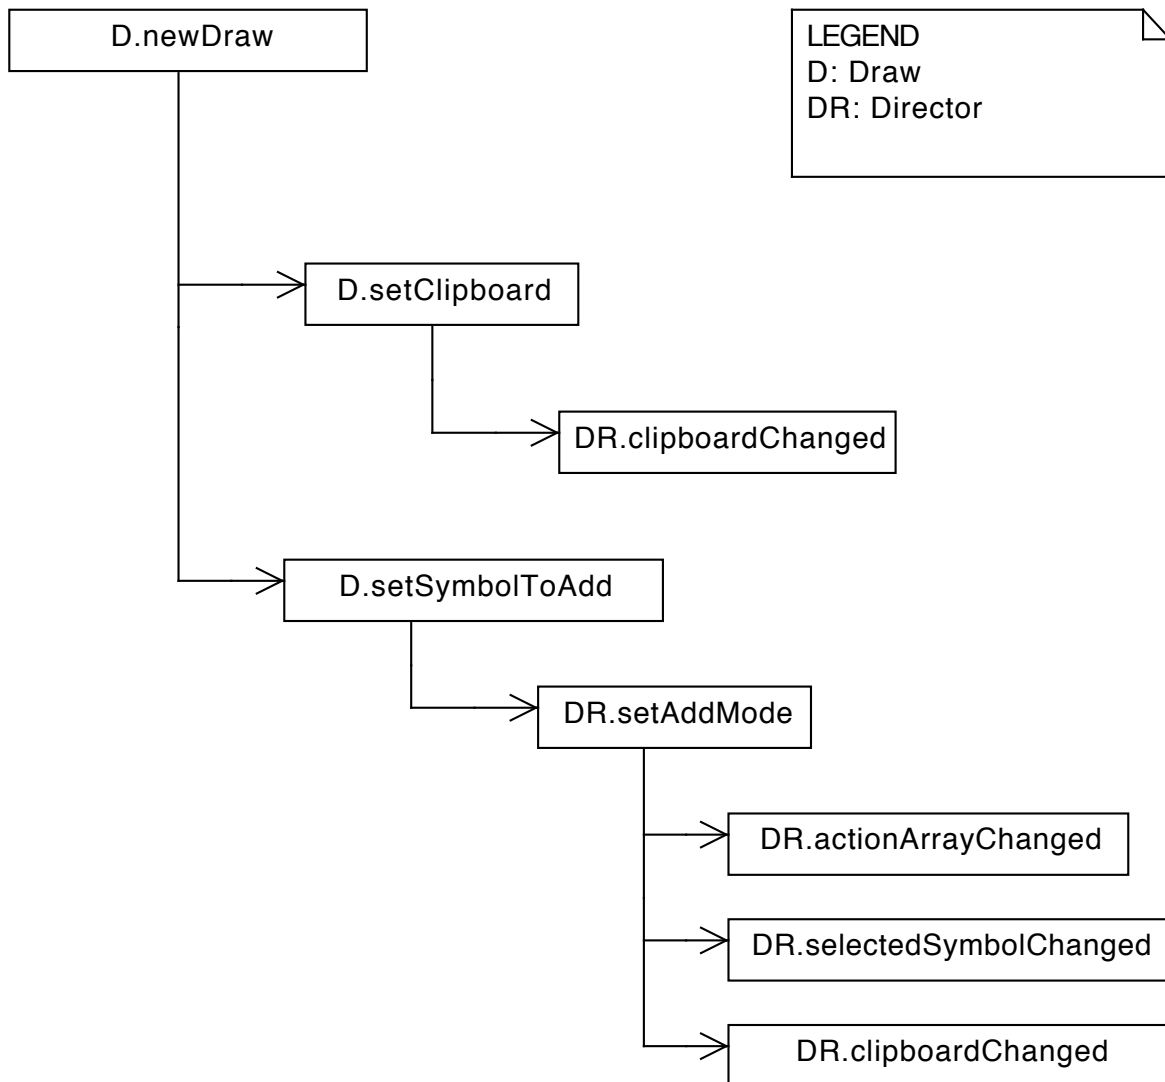 D.newDraw
LEGEND
D: Draw
DR: Director
D.setClipboard
DR.clipboardChanged
D.setSymbolToAdd
DR.setAddMode
DR.actionArrayChanged
DR.selectedSymbolChanged
DR.clipboardChanged